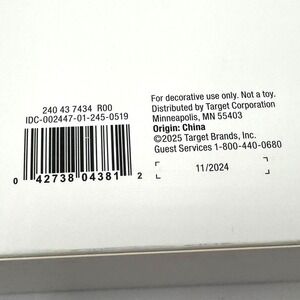 240 43 7434 R00
IDC-002447-01-245-0519
0 42738 04381 2
For decorative use only. Not a toy.
Distributed by Target Corporation
Minneapolis, MN 55403
Origin: China
©2025 Target Brands, Inc.
Guest Services 1-800-440-0680
11/2024